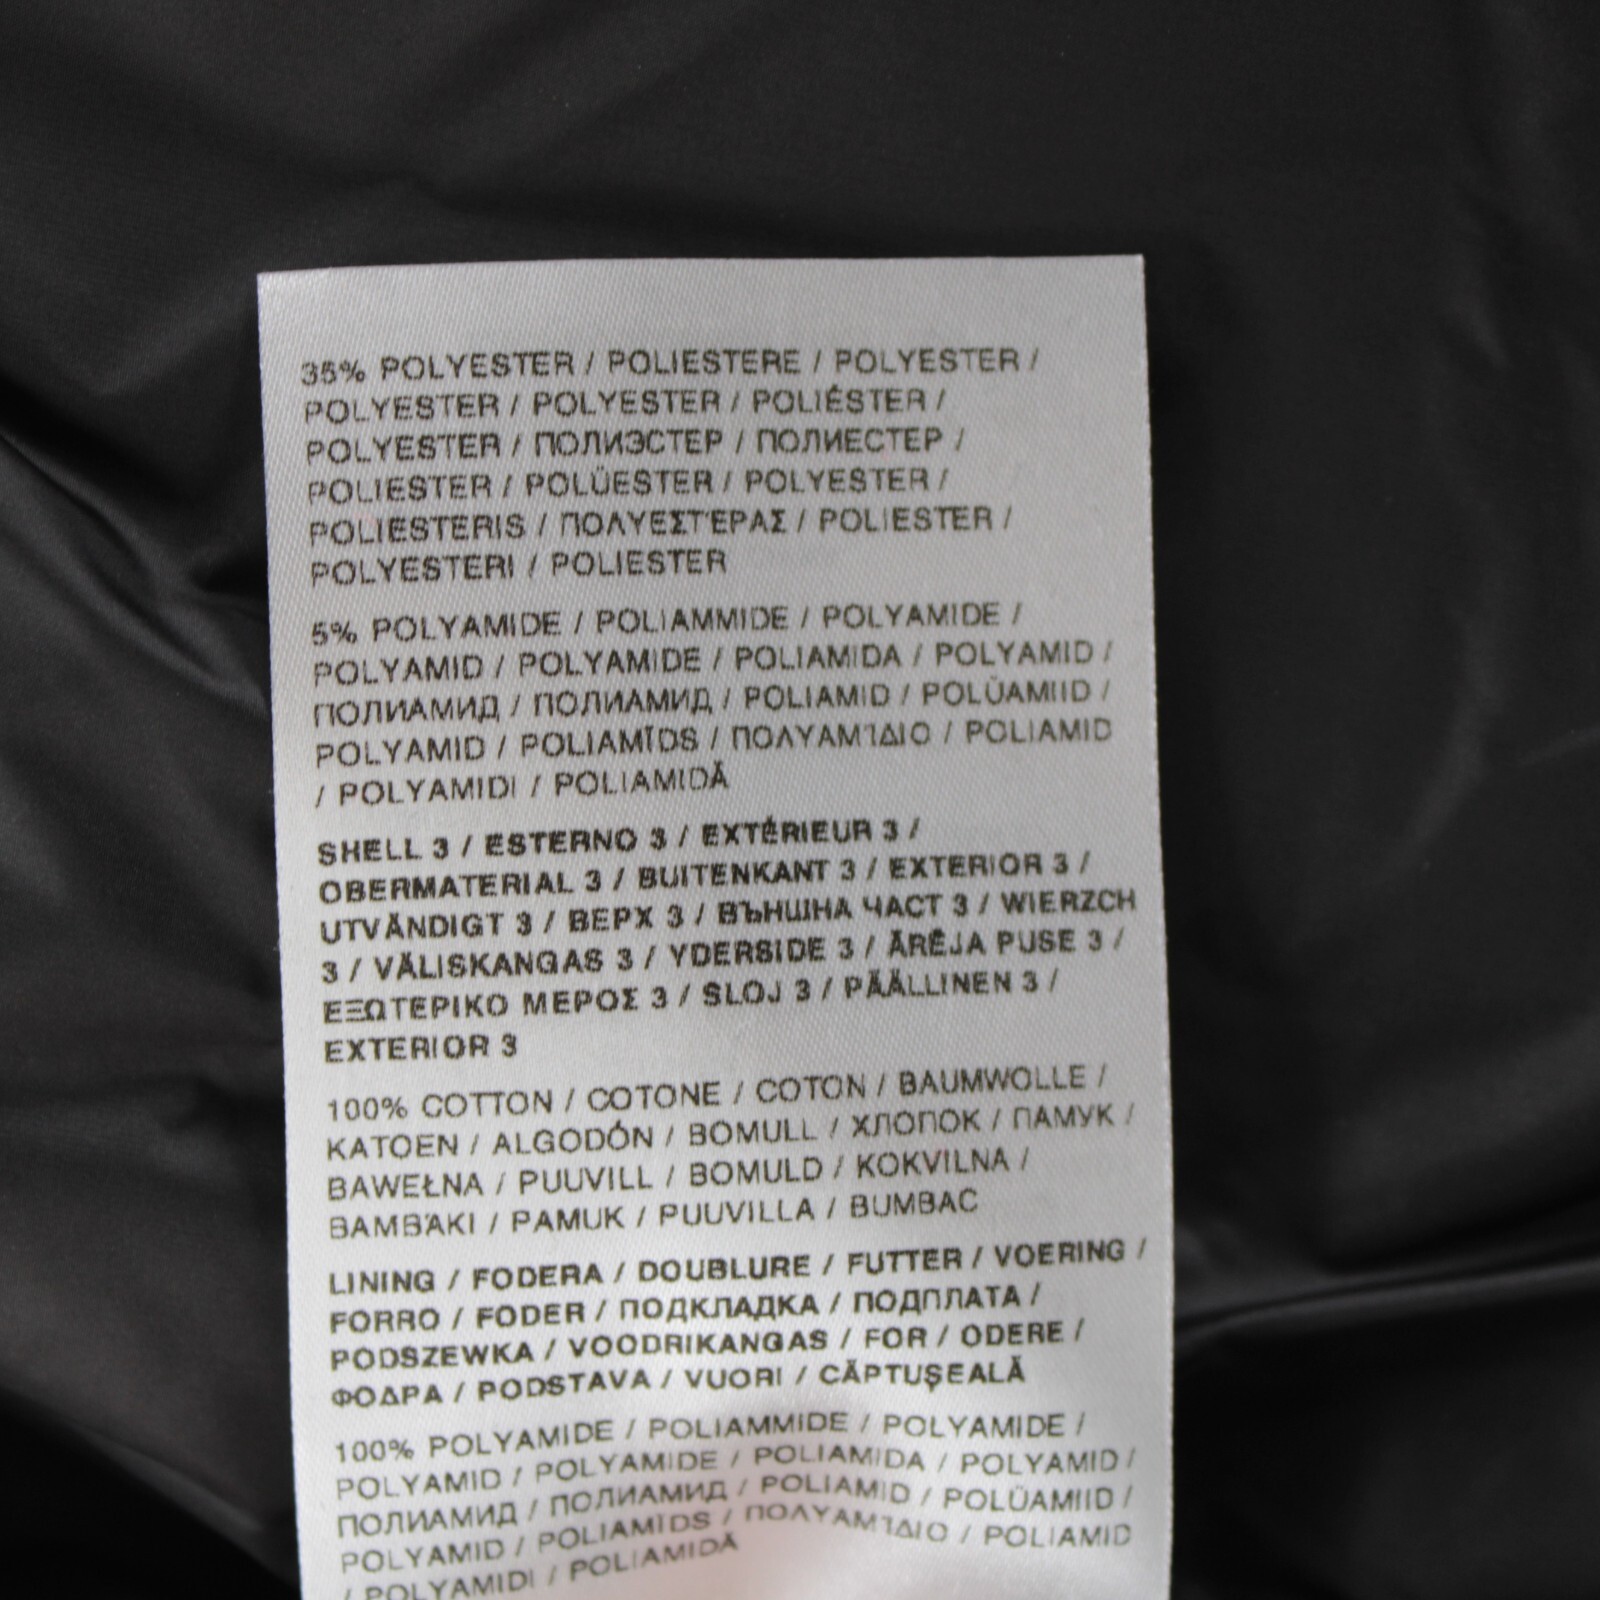 35% POLYESTER / POLIESTERE / POLYESTER /
POLYESTER / POLYESTER / POLIÉSTER /
POLYESTER / ПОЛИЭСТЕР / ПОЛИЕСТЕР /
POLIESTER / POLÜESTER / POLYESTER /
POLIESTERIS / ΠΟΛΥΕΣΤΈΡΑΣ / POLIESTER /
POLYESTERI / POLIESTER
5% POLYAMIDE / POLIAMMIDE / POLYAMIDE /
POLYAMID / POLYAMIDE / POLIAMIDA / POLYAMID /
ПОЛИАМИД / ПОЛИАМИД / POLIAMID / POLÜAMIID /
POLYAMID / POLIAMĪDS / ΠΟΛΥΑΜΊΔΙΟ / POLIAMID
/ POLYAMIDI / POLIAMIDĂ
SHELL 3 / ESTERNO 3 / EXTÉRIEUR 3 /
OBERMATERIAL 3 / BUITENKANT 3 / EXTERIOR 3 /
UTVÄNDIGT 3 / ВЕРХ 3 / ВЪНШНА ЧАСТ 3 / WIERZCH
3 / VÄLISKANGAS 3 / YDERSIDE 3 / ĀRĒJA PUSE 3 /
ΕΞΩΤΕΡΙΚΟ ΜΕΡΟΣ 3 / SLOJ 3 / PÄÄLLINEN 3 /
EXTERIOR 3
100% COTTON / COTONE / COTON / BAUMWOLLE /
KATOEN / ALGODÓN / BOMULL / ХЛОПОК / ПАМУК /
BAWEŁNA / PUUVILL / BOMULD / KOKVILNA /
ΒΑΜΒΆΚΙ / PAMUK / PUUVILLA / BUMBAC
LINING / FODERA / DOUBLURE / FUTTER / VOERING /
FORRO / FODER / ПОДКЛАДКА / ПОДПЛАТА /
PODSZEWKA / VOODRIKANGAS / FOR / ODERE /
ΦΟΔΡΑ / PODSTAVA / VUORI / CĂPTUŞEALĂ
100% POLYAMIDE / POLIAMMIDE / POLYAMIDE /
POLYAMID / POLYAMIDE / POLIAMIDA / POLYAMID /
ПОЛИАМИД / ПОЛИАМИД / POLIAMID / POLÜAMIID /
POLYAMID / POLIAMĪDS / ΠΟΛΥΑΜΊΔΙΟ / POLIAMID
/ POLYAMIDI / POLIAMIDĂ